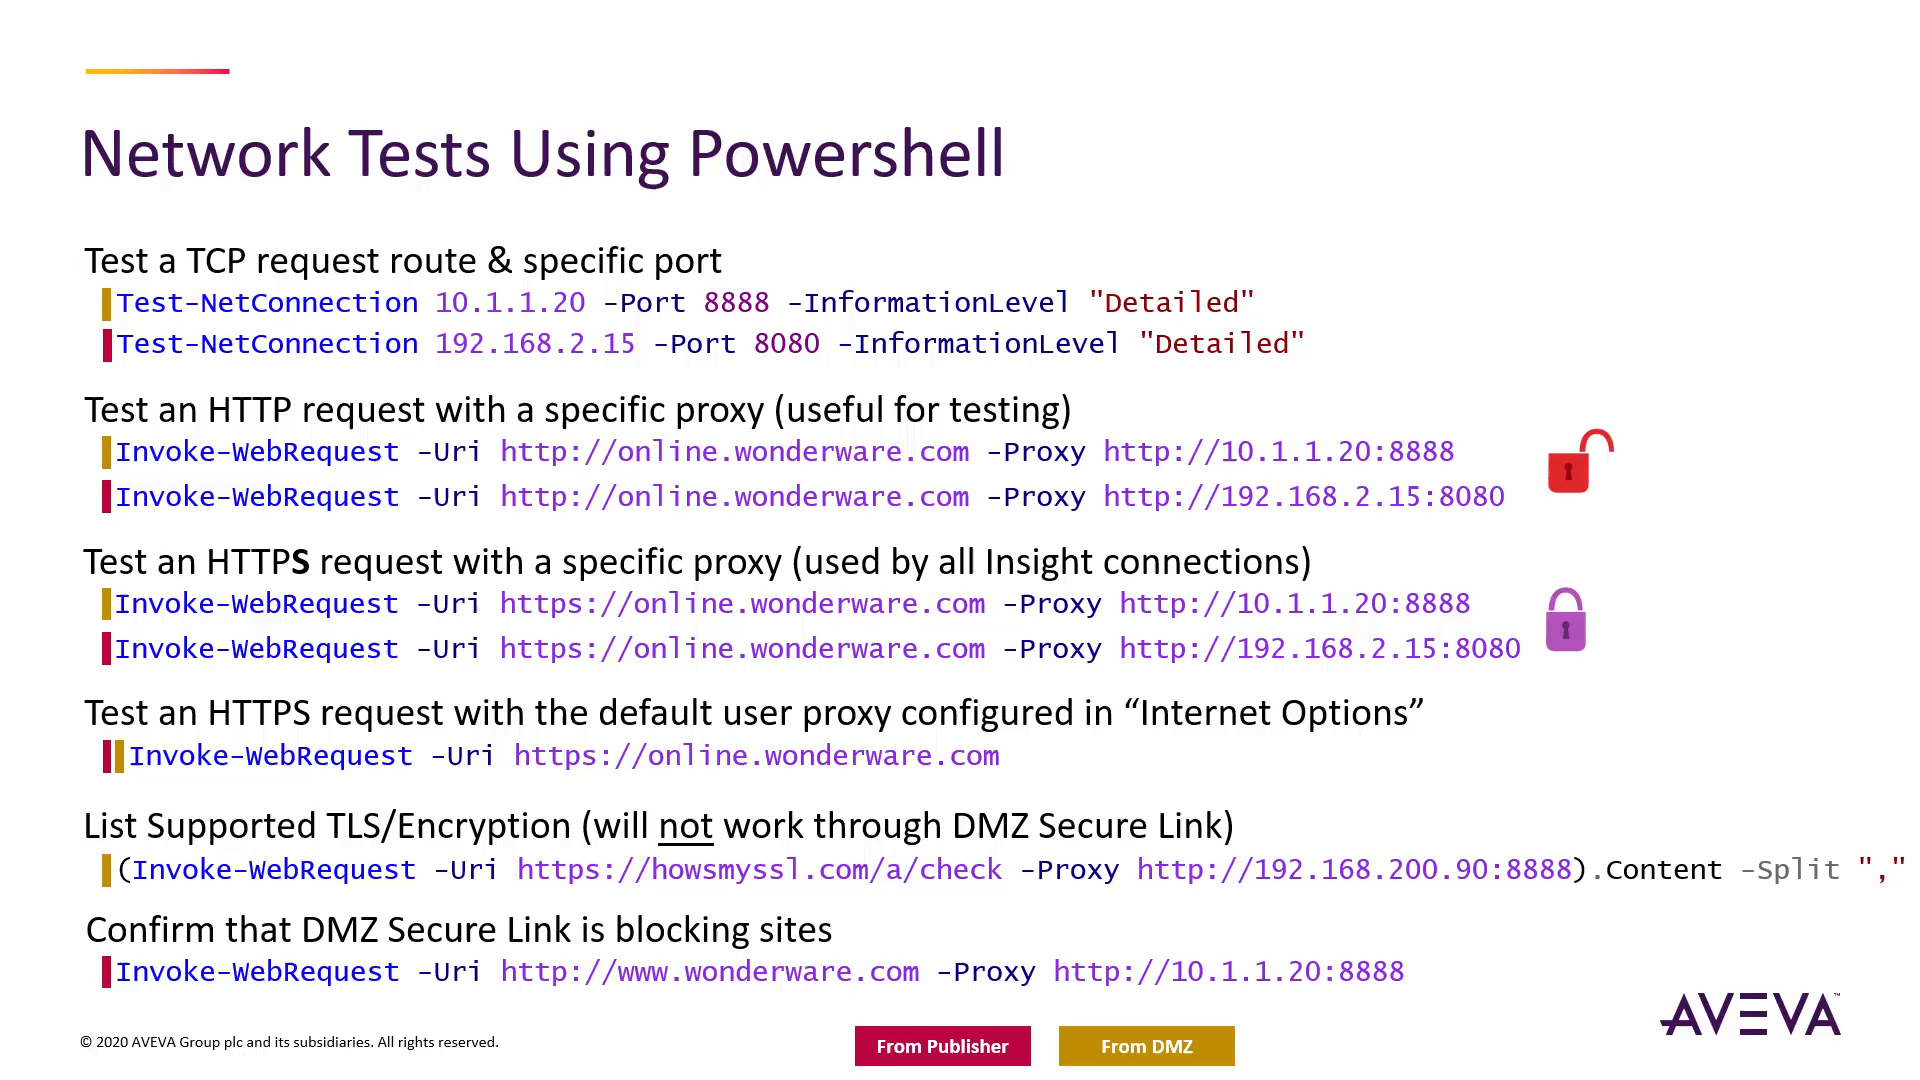 Network Tests Using Powershell
Test a TCP request route & specific port
Test-NetConnection 10.1.1.20 -Port 8888 -InformationLevel "Detailed"
Test-NetConnection 192.168.2.15 -Port 8080 -InformationLevel "Detailed"
Test an HTTP request with a specific proxy (useful for testing)
Invoke-WebRequest -Uri http://online.wonderware.com -Proxy http://10.1.1.20:8888
Invoke-WebRequest -Uri http://online.wonderware.com -Proxy http://192.168.2.15:8080
Test an HTTPS request with a specific proxy (used by all Insight connections)
Invoke-WebRequest -Uri https://online.wonderware.com -Proxy http://10.1.1.20:8888
Invoke-WebRequest -Uri https://online.wonderware.com -Proxy http://192.168.2.15:8080
Test an HTTPS request with the default user proxy configured in “Internet Options”
Invoke-WebRequest -Uri https://online.wonderware.com
List Supported TLS/Encryption (will not work through DMZ Secure Link)
(Invoke-WebRequest -Uri https://howsmyssl.com/a/check -Proxy http://192.168.200.90:8888).Content -Split ","
Confirm that DMZ Secure Link is blocking sites
Invoke-WebRequest -Uri http://www.wonderware.com -Proxy http://10.1.1.20:8888
AVEVA™
© 2020 AVEVA Group plc and its subsidiaries. All rights reserved.
From Publisher
From DMZ